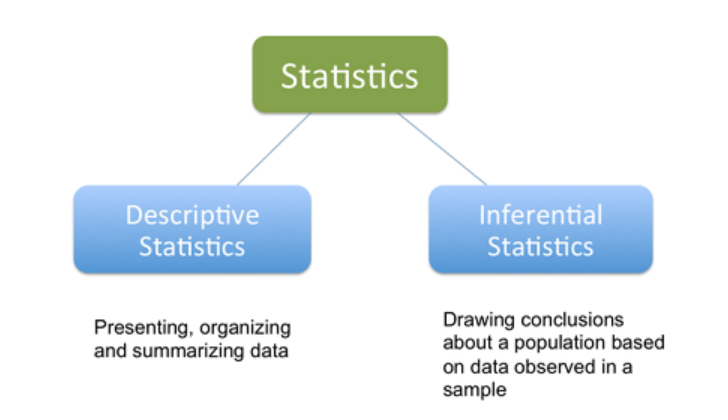 Statistics
Descriptive
Statistics
Inferential
Statistics
Presenting, organizing
and summarizing data
Drawing conclusions
about a population based
on data observed in a
sample